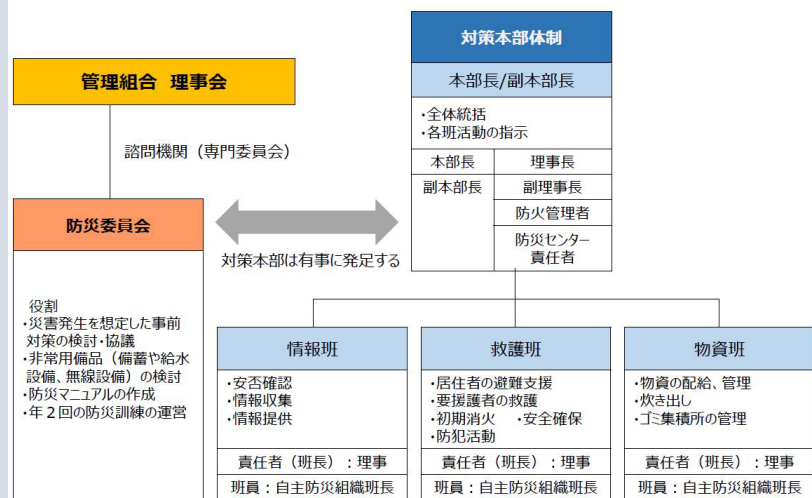 管理組合 理事会
諮問機関（専門委員会）
防災委員会
役割
・災害発生を想定した事前
対策の検討・協議
・非常用備品（備蓄や給水
設備、無線設備）の検討
・防災マニュアルの作成
・年２回の防災訓練の運営
対策本部は有事に発足する
対策本部体制
本部長/副本部長
・全体統括
・各班活動の指示
本部長 理事長
副本部長 副理事長
防火管理者
防災センター
責任者
情報班
・安否確認
・情報収集
・情報提供
責任者（班長）：理事
班員：自主防災組織班長
救護班
・居住者の避難支援
・要援護者の救護
・初期消火 ・安全確保
・防犯活動
責任者（班長）：理事
班員：自主防災組織班長
物資班
・物資の配給、管理
・炊き出し
・ゴミ集積所の管理
責任者（班長）：理事
班員：自主防災組織班長